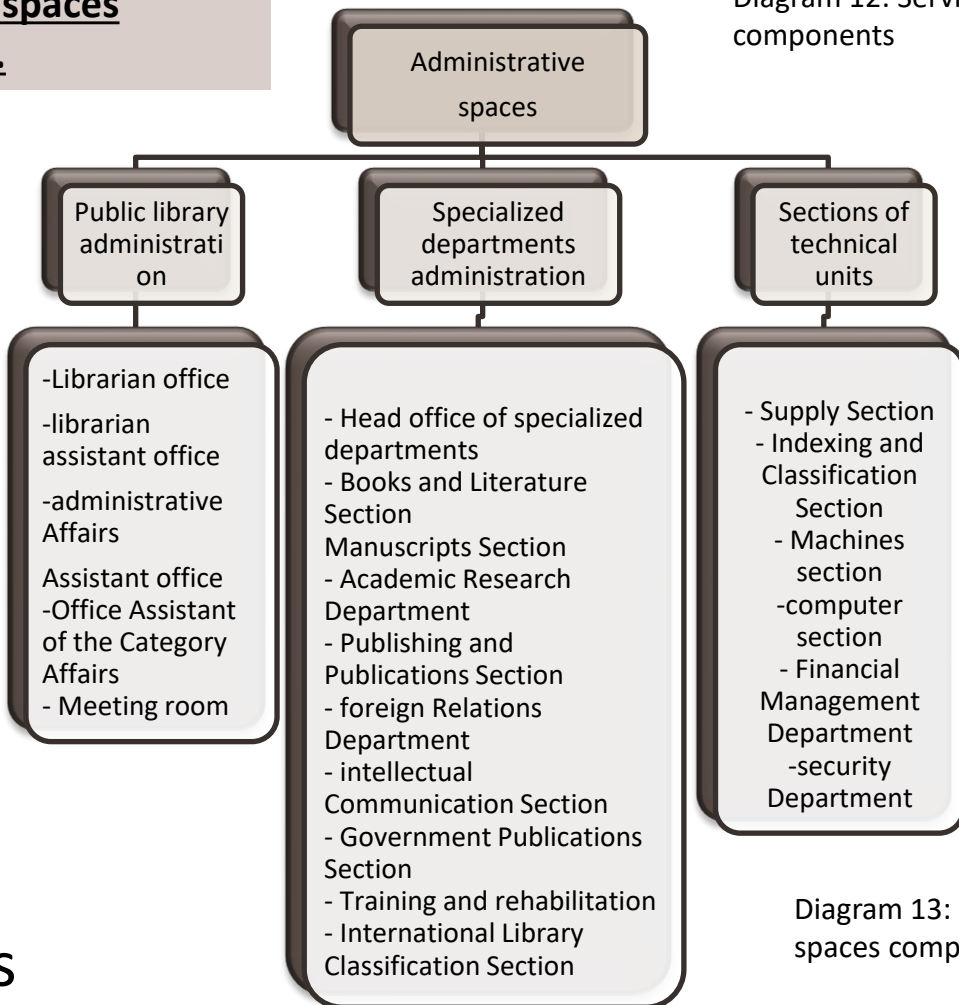 spaces
.
Diagram 12: Servi
components
Administrative
spaces
Public library
administrati
on
Specialized
departments
administration
Sections of
technical
units
-Librarian office
-librarian
assistant office
-administrative
Affairs
Assistant office
-Office Assistant
of the Category
Affairs
- Meeting room
- Head office of specialized
departments
- Books and Literature
Section
Manuscripts Section
- Academic Research
Department
- Publishing and
Publications Section
- foreign Relations
Department
- intellectual
Communication Section
- Government Publications
Section
- Training and rehabilitation
- International Library
Classification Section
- Supply Section
- Indexing and
Classification
Section
- Machines
section
-computer
section
- Financial
Management
Department
-security
Department
Diagram 13:
spaces comp
s